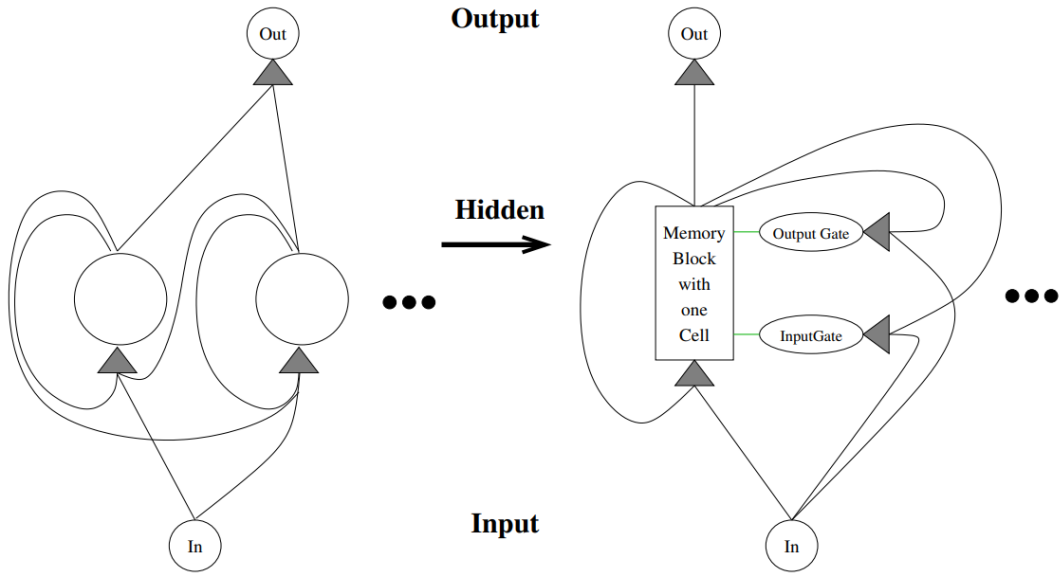 Out
Output
Out
Hidden
Memory
Block
with
one
Cell
Output Gate
InputGate
Input
In
In